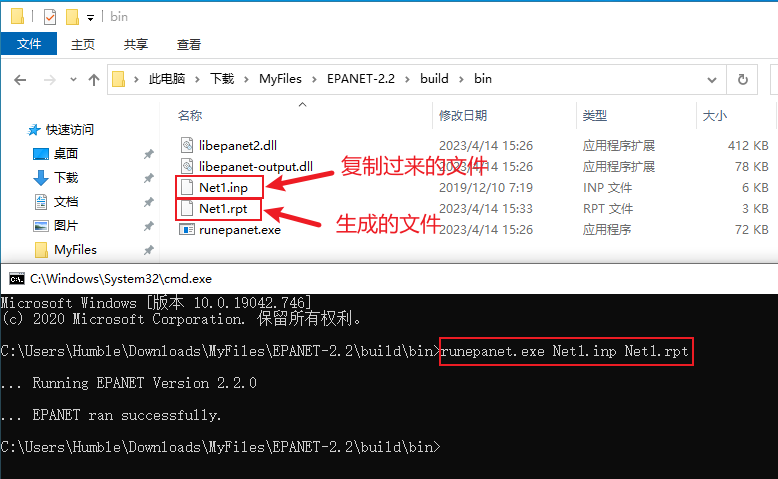 bin
文件 主页 共享 查看
此电脑 下载 MyFiles EPANET-2.2 build bin
名称 修改日期 类型 大小
快速访问
桌面
下载
文档
图片
MyFiles
libepanet2.dll 2023/4/14 15:26 应用程序扩展 412 KB
libepanet-output.dll 2023/4/14 15:26 应用程序扩展 78 KB
Net1.inp 2019/12/10 7:19 INP 文件 6 KB
Net1.rpt 2023/4/14 15:33 RPT 文件 3 KB
runepanet.exe 2023/4/14 15:26 应用程序 72 KB
复制过来的文件
生成的文件
C:\Windows\System32\cmd.exe
Microsoft Windows [版本 10.0.19042.746]
(c) 2020 Microsoft Corporation. 保留所有权利。
C:\Users\Humble\Downloads\MyFiles\EPANET-2.2\build\bin>runepanet.exe Net1.inp Net1.rpt
... Running EPANET Version 2.2.0
... EPANET ran successfully.
C:\Users\Humble\Downloads\MyFiles\EPANET-2.2\build\bin>